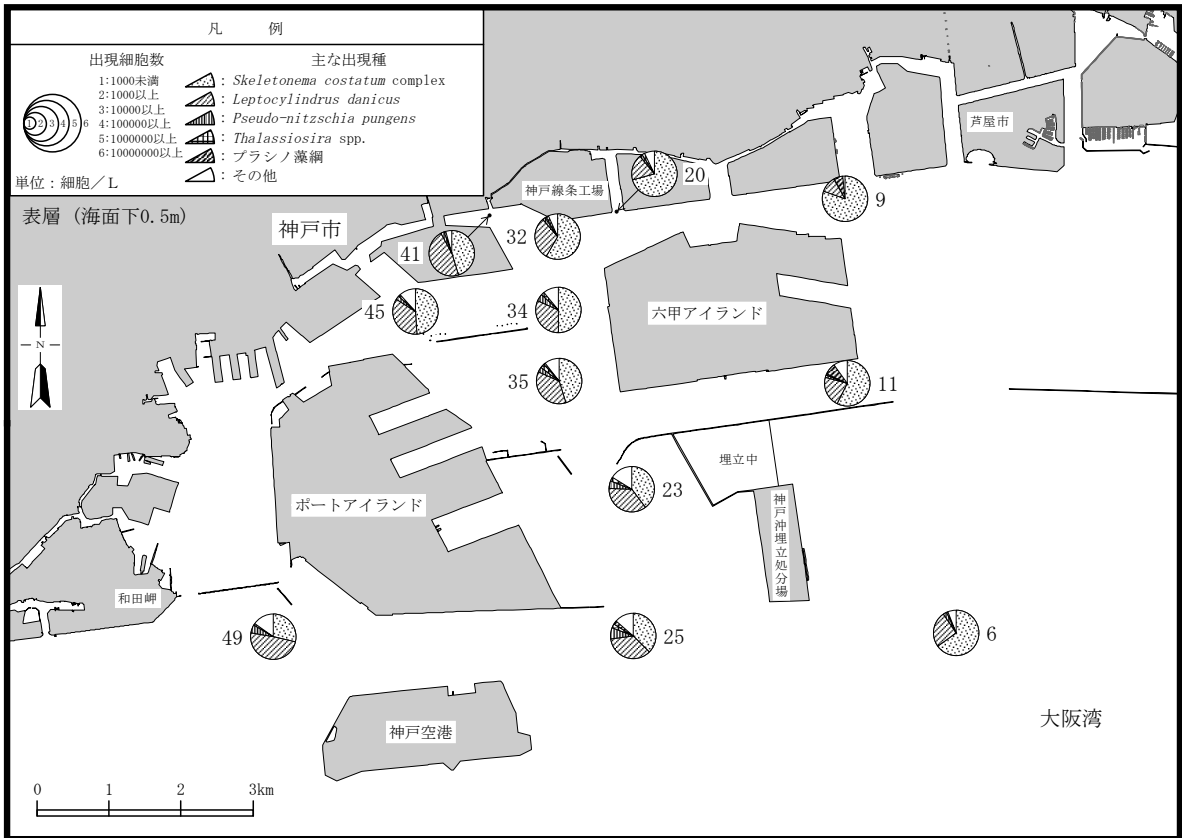 凡 例
出現細胞数
1:1000未満
2:1000以上
3:10000以上
4:100000以上
5:1000000以上
6:10000000以上
1 2 3 4 5 6
単位：細胞／L
主な出現種
: Skeletonema costatum complex
: Leptocylindrus danicus
: Pseudo-nitzschia pungens
: Thalassiosira spp.
: プラシノ藻綱
: その他
表層 (海面下0.5m)
芦屋市
20
神戸線条工場
9
神戸市
41
32
N
45
34
六甲アイランド
35
11
埋立中
23
ポートアイランド
神戸沖埋立処分場
和田岬
49
25
6
大阪湾
神戸空港
0 1 2 3km